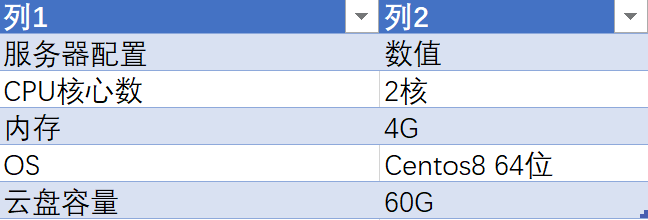 列1 列2
服务器配置 数值
CPU核心数 2核
内存 4G
OS Centos8 64位
云盘容量 60G